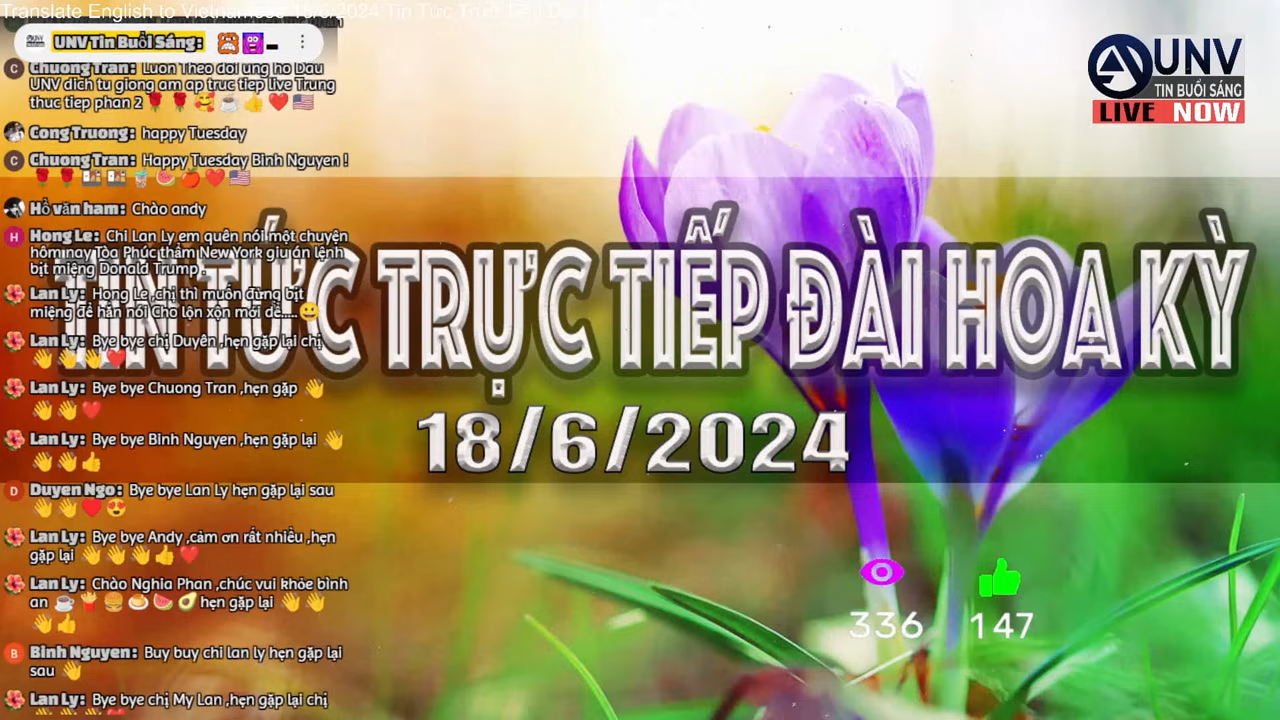 Translate English to Vietnamese 18/6/2024 Tin Tức Trực
UNV Tin Buổi Sáng:
Chuong Tran: Luon Theo doi ung ho Dau
UNV dich tu giong am ap truc tiep live Trung
thuc tiep phan 2 🌹 🌹 🥰 ☕ 👍 ❤️ 🇺🇸
Cong Truong: happy Tuesday
Chuong Tran: Happy Tuesday Binh Nguyen !
Hồ văn ham: Chào andy
Hong Le: Chi Lan Ly em quên nói một chuyện
hôm nay Tòa Phúc thẩm New York giu án lệnh
bịt miệng Donald Trump .
Lan Ly: Hong Le ,chị thì muốn đừng bịt
miệng để hắn nói Cho lộn xộn mới dể.....😀
Lan Ly: Bye bye chị Duyên ,hẹn gặp lại chị
👋 👋 👋 ❤️
Lan Ly: Bye bye Chuong Tran ,hẹn gặp 👋
👋 👋 ❤️
Lan Ly: Bye bye Binh Nguyen ,hẹn gặp lại 👋
👋 👋 👍
Duyen Ngo: Bye bye Lan Ly hẹn gặp lại sau
👋 👋 ❤️ 😍
Lan Ly: Bye bye Andy ,cảm ơn rất nhiều ,hẹn
gặp lại 👋 👋 👋 👍 ❤️
Lan Ly: Chào Nghia Phan ,chúc vui khỏe bình
an ☕ 🍟 🍔 🍮 🍉 🥑 hẹn gặp lại 👋 👋
👋 👍
Binh Nguyen: Buy buy chi lan ly hẹn gặp lại
sau 👋
Lan Ly: Bye bye chị My Lan ,hẹn gặp lại chị
TIN TỨC TRỰC TIẾP ĐÀI HOA KỲ
18/6/2024
336 147
UNV
TIN BUỔI SÁNG
LIVE NOW